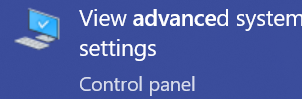 View advanced system
settings
Control panel